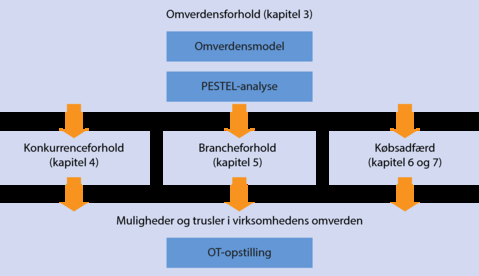 Omverdensforhold (kapitel 3)
Omverdensmodel
PESTEL-analyse
Konkurrenceforhold
(kapitel 4)
Brancheforhold
(kapitel 5)
Købsadfærd
(kapitel 6 og 7)
Muligheder og trusler i virksomhedens omverden
OT-opstilling